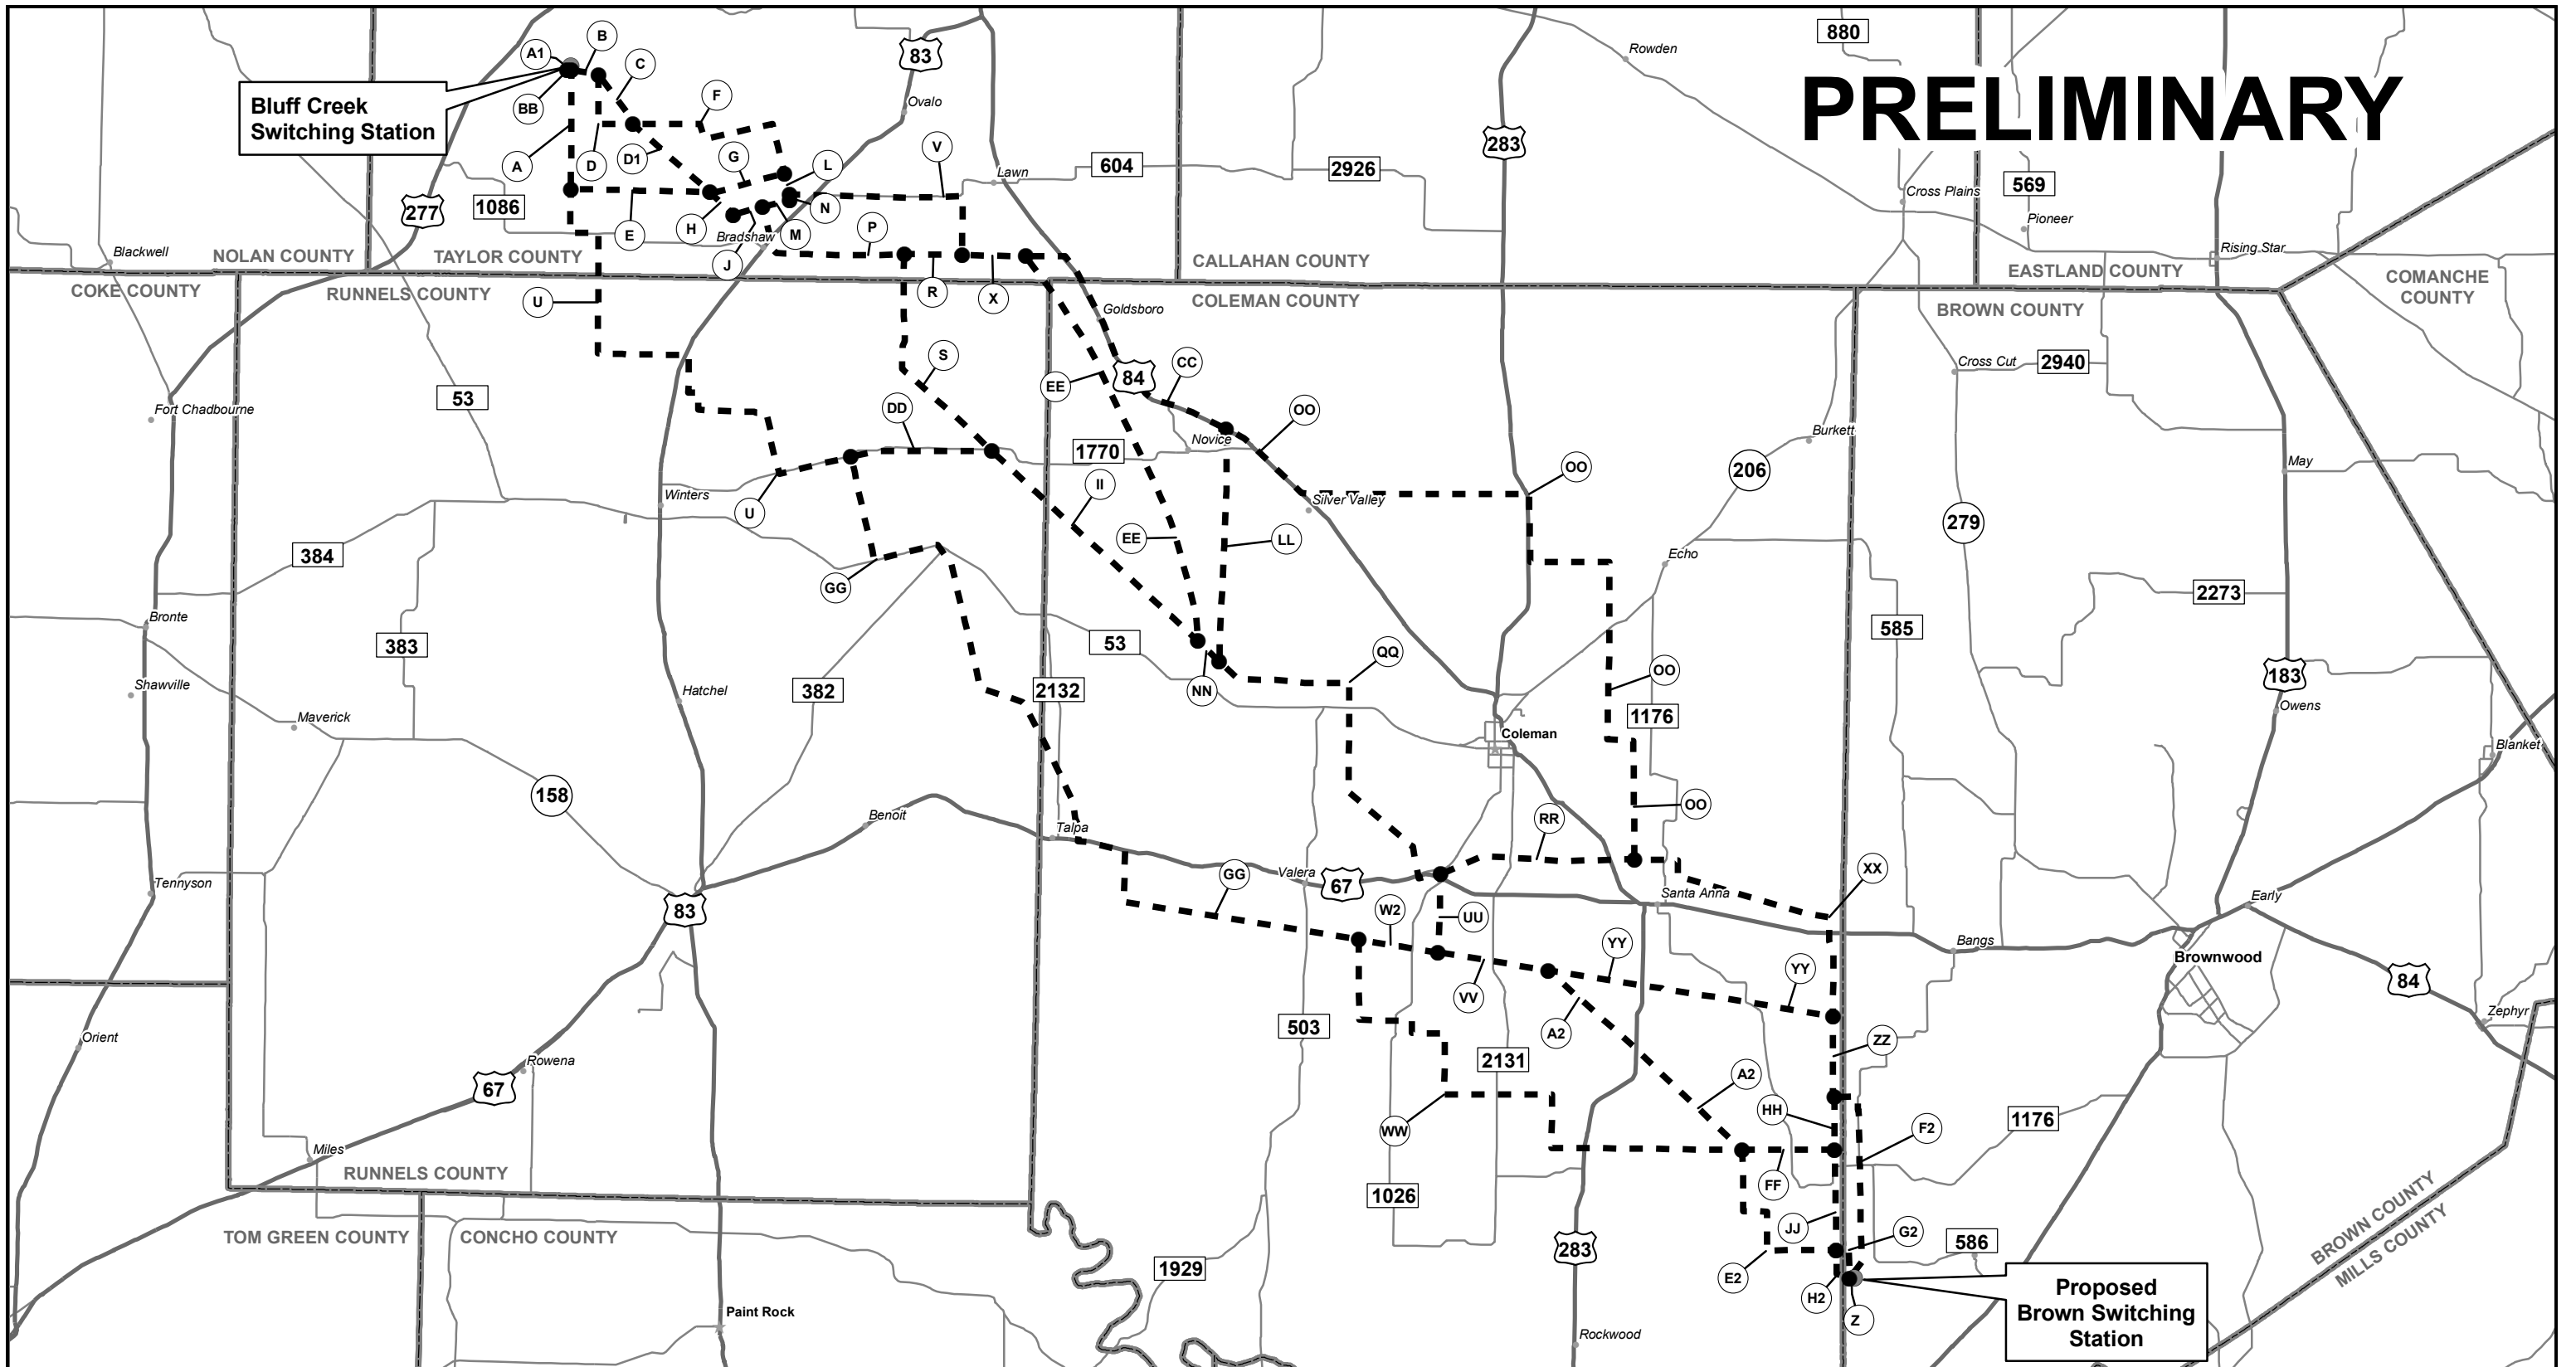 PRELIMINARY
Bluff Creek
Switching Station
A1
B
C
BB
F
A
D
D1
G
L
V
E
H
J
M
N
P
R
X
U
83
Ovalo
Lawn
604
2926
283
Rowden
880
Cross Plains
569
Pioneer
Rising Star
277
1086
Bradshaw
Blackwell
NOLAN COUNTY
TAYLOR COUNTY
CALLAHAN COUNTY
EASTLAND COUNTY
COMANCHE
COUNTY
COKE COUNTY
RUNNELS COUNTY
COLEMAN COUNTY
BROWN COUNTY
Goldsboro
S
EE
84
CC
OO
Cross Cut
2940
53
Fort Chadbourne
DD
1770
Novice
OO
Burkett
206
May
U
Winters
II
Silver Valley
279
384
EE
LL
Echo
GG
2273
Bronte
383
53
585
QQ
OO
NN
Shawville
382
Hatchel
2132
183
Maverick
1176
Owens
Coleman
Blanket
158
Benoit
Talpa
RR
OO
XX
Tennyson
GG
Valera
67
Santa Anna
Early
83
W2
UU
YY
YY
Bangs
Brownwood
84
VV
Zephyr
Orient
503
A2
ZZ
Rowena
67
2131
A2
HH
WW
F2
1176
Miles
RUNNELS COUNTY
FF
1026
TOM GREEN COUNTY
CONCHO COUNTY
JJ
G2
586
283
1929
E2
H2
Z
BROWN COUNTY
MILLS COUNTY
Paint Rock
Rockwood
Proposed
Brown Switching
Station